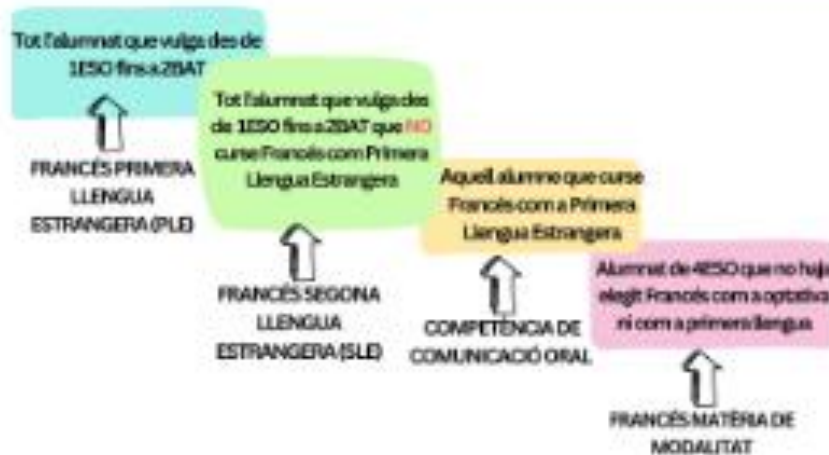 Tot l'alumnat que vulga des de
1ESO fins a 2BAT
FRANCÉS PRIMERA
LLENGUA
ESTRANGERA (PLE)
Tot l'alumnat que vulga des
de 1ESO fins a 2BAT que NO
curse Francés com Primera
Llengua Estrangera
FRANCÉS SEGONA
LLENGUA
ESTRANGERA (SLE)
Aquell alumne que curse
Francés com a Primera
Llengua Estrangera
COMPETÈNCIA DE
COMUNICACIÓ ORAL
Alumnat de 4ESO que no haja
elegit Francés com a optativa
ni com a primera llengua
FRANCÉS MATÈRIA DE
MODALITAT